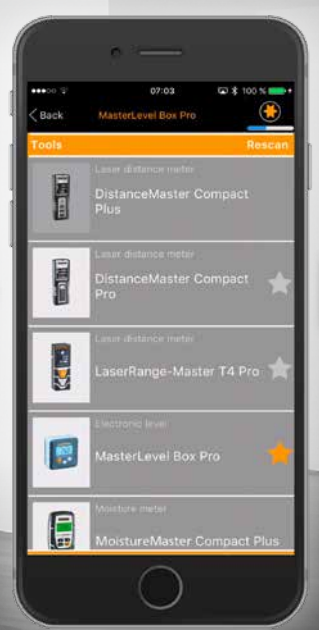 07:03
100 %
Back
MasterLevel Box Pro
Tools
Rescan
Laser distance meter
DistanceMaster Compact
Plus
Laser distance meter
DistanceMaster Compact
Pro
Laser distance meter
LaserRange-Master T4 Pro
Electronic level
MasterLevel Box Pro
Moisture meter
MoistureMaster Compact Plus